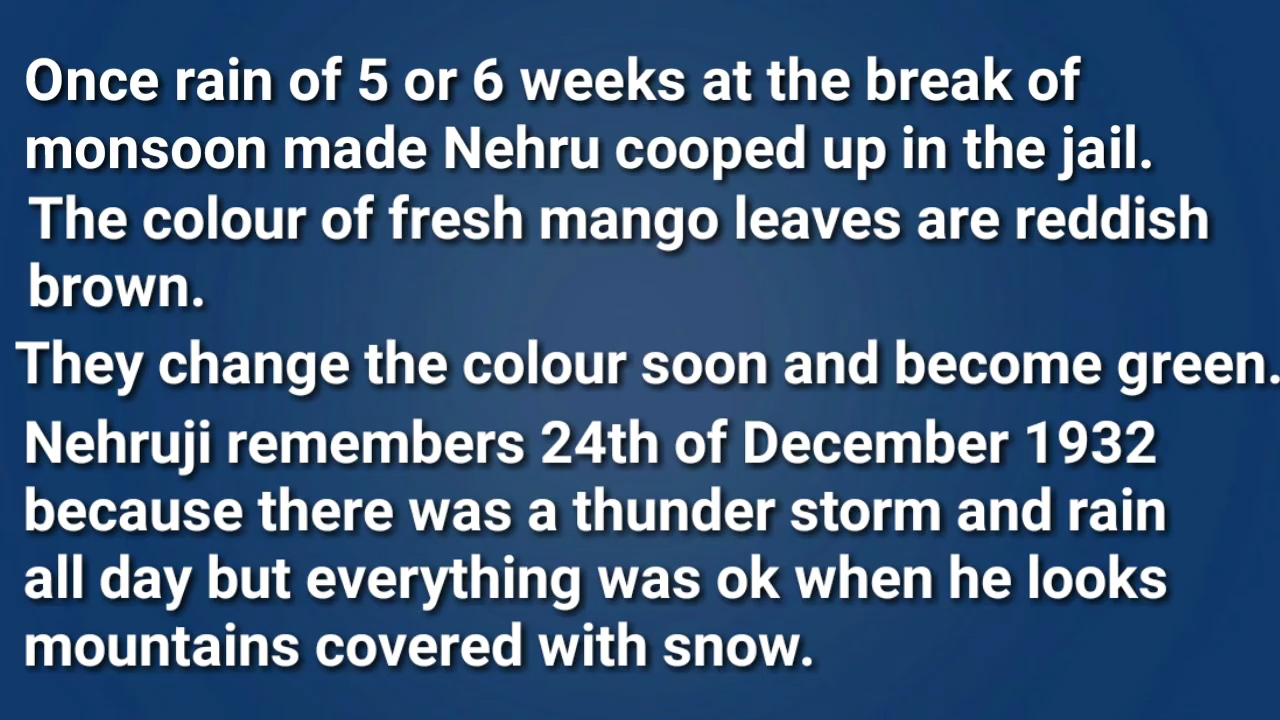 Once rain of 5 or 6 weeks at the break of
monsoon made Nehru cooped up in the jail.
The colour of fresh mango leaves are reddish
brown.
They change the colour soon and become green.
Nehruji remembers 24th of December 1932
because there was a thunder storm and rain
all day but everything was ok when he looks
mountains covered with snow.